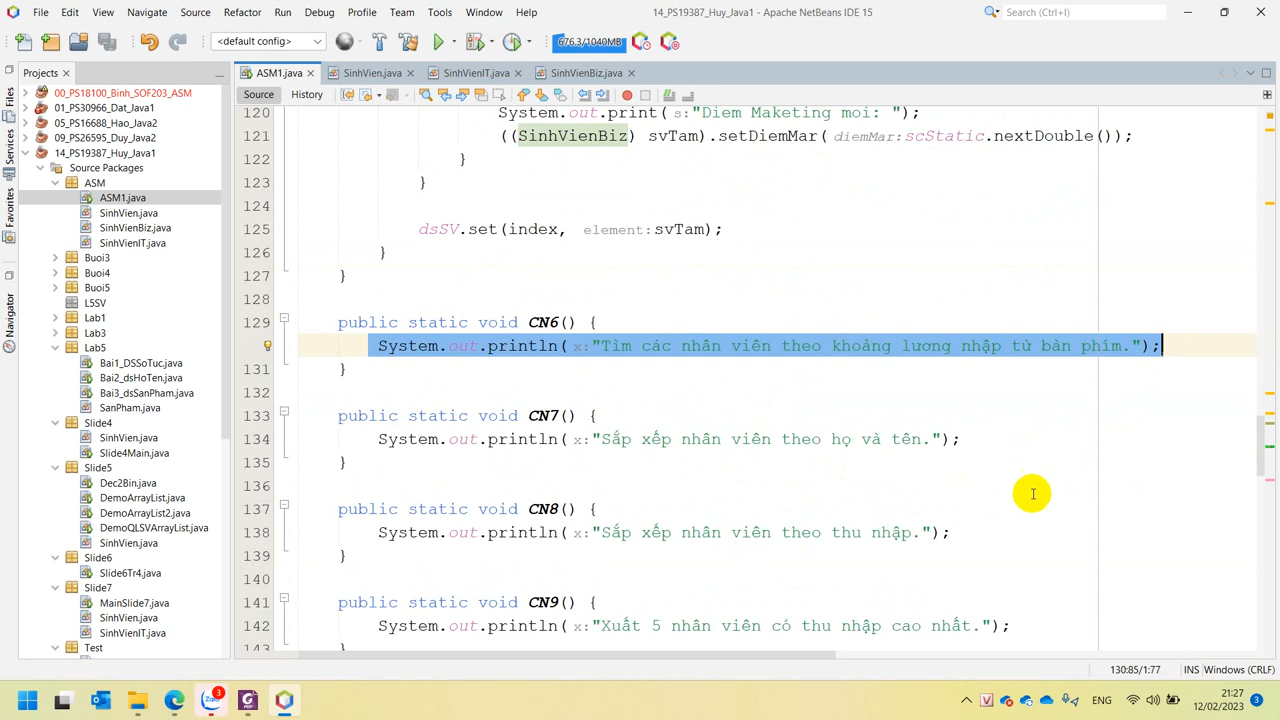 File Edit View Navigate Source Refactor Run Debug Profile Team Tools Window Help 14_PS19387_Huy_Java1 - Apache NetBeans IDE 15 Search (Ctrl+I)
<default config> 676.3/1040MB
Projects ASM1.java SinhVien.java SinhVienIT.java SinhVienBiz.java
Source History
Files
Services
Favorites
Navigator
00_PS18100_Binh_SOF203_ASM
01_PS30966_Dat_Java1
05_PS16688_Hao_Java2
09_PS26595_Duy_Java2
14_PS19387_Huy_Java1
Source Packages
ASM
ASM1.java
SinhVien.java
SinhVienBiz.java
SinhVienIT.java
Buoi3
Buoi4
Buoi5
L5SV
Lab1
Lab3
Lab5
Bai1_DSSoTuc.java
Bai2_dsHoTen.java
Bai3_dsSanPham.java
SanPham.java
Slide4
SinhVien.java
Slide4Main.java
Slide5
Dec2Bin.java
DemoArrayList.java
DemoArrayList2.java
DemoQLSVArrayList.java
SinhVien.java
Slide6
Slide6Tr4.java
Slide7
MainSlide7.java
SinhVien.java
SinhVienIT.java
Test
120 System.out.print( s:"Diem Maketing moi: ");
121 ((SinhVienBiz) svTam).setDiemMar( diemMar:scStatic.nextDouble());
122 }
123 }
124
125 dsSV.set(index, element:svTam);
126 }
127 }
128
129 public static void CN6() {
System.out.println( x:"Tìm các nhân viên theo khoảng lương nhập từ bàn phím.");
131 }
132
133 public static void CN7() {
134 System.out.println( x:"Sắp xếp nhân viên theo họ và tên.");
135 }
136
137 public static void CN8() {
138 System.out.println( x:"Sắp xếp nhân viên theo thu nhập.");
139 }
140
141 public static void CN9() {
142 System.out.println( x:"Xuất 5 nhân viên có thu nhập cao nhất.");
143 }
130:85/1:77 INS Windows (CRLF)
Zalo 3 ENG 21:27
12/02/2023 3